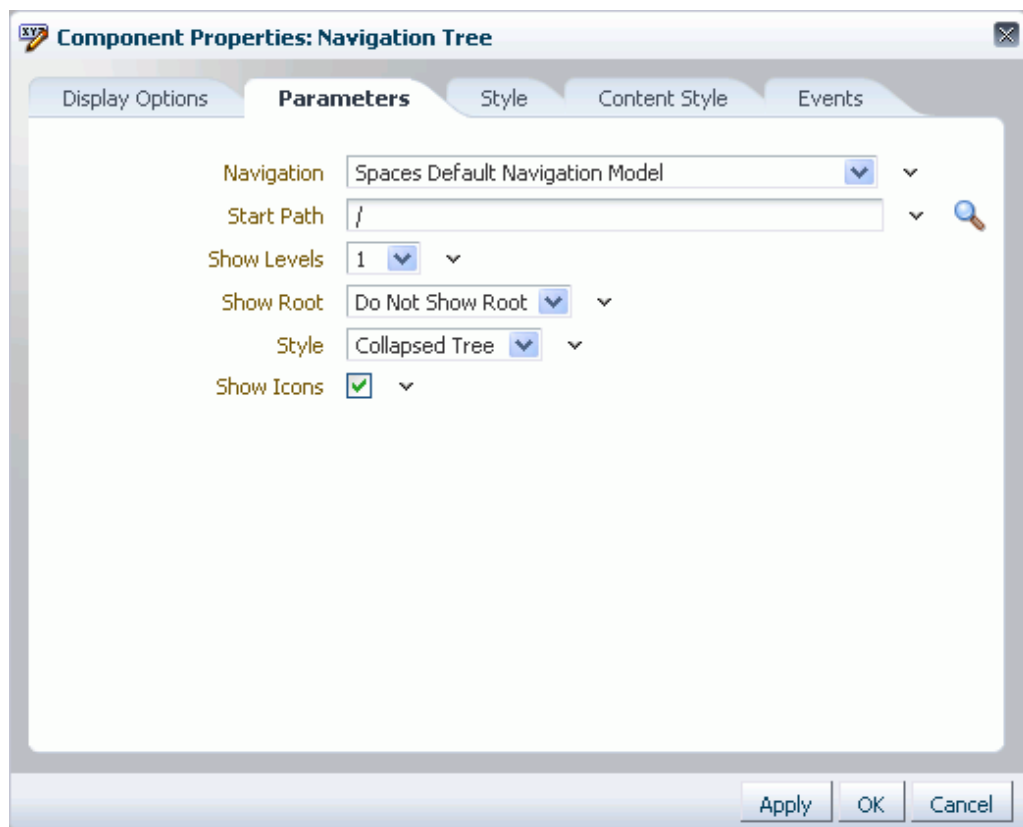 Component Properties: Navigation Tree
Display Options Parameters Style Content Style Events
Navigation Spaces Default Navigation Model
Start Path /
Show Levels 1
Show Root Do Not Show Root
Style Collapsed Tree
Show Icons
Apply OK Cancel